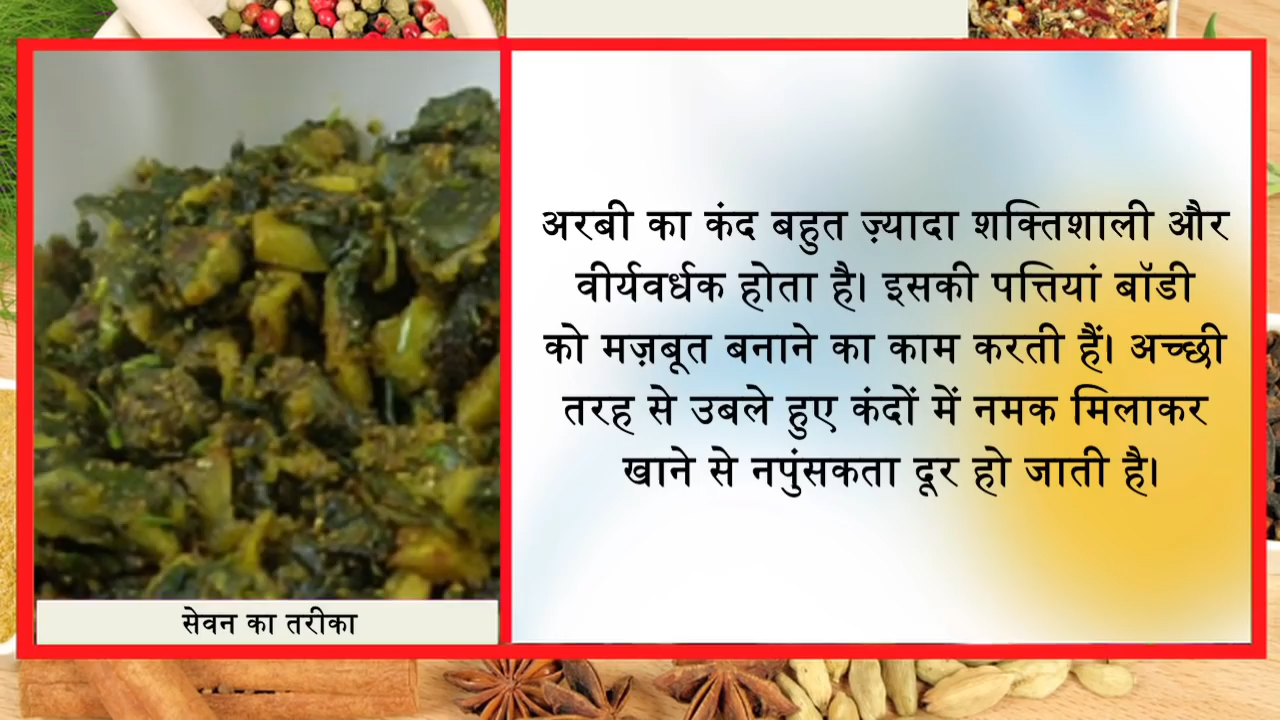 अरबी का कंद बहुत ज़्यादा शक्तिशाली और
वीर्यवर्धक होता है। इसकी पत्तियां बॉडी
को मज़बूत बनाने का काम करती हैं। अच्छी
तरह से उबले हुए कंदों में नमक मिलाकर
खाने से नपुंसकता दूर हो जाती है।
सेवन का तरीका